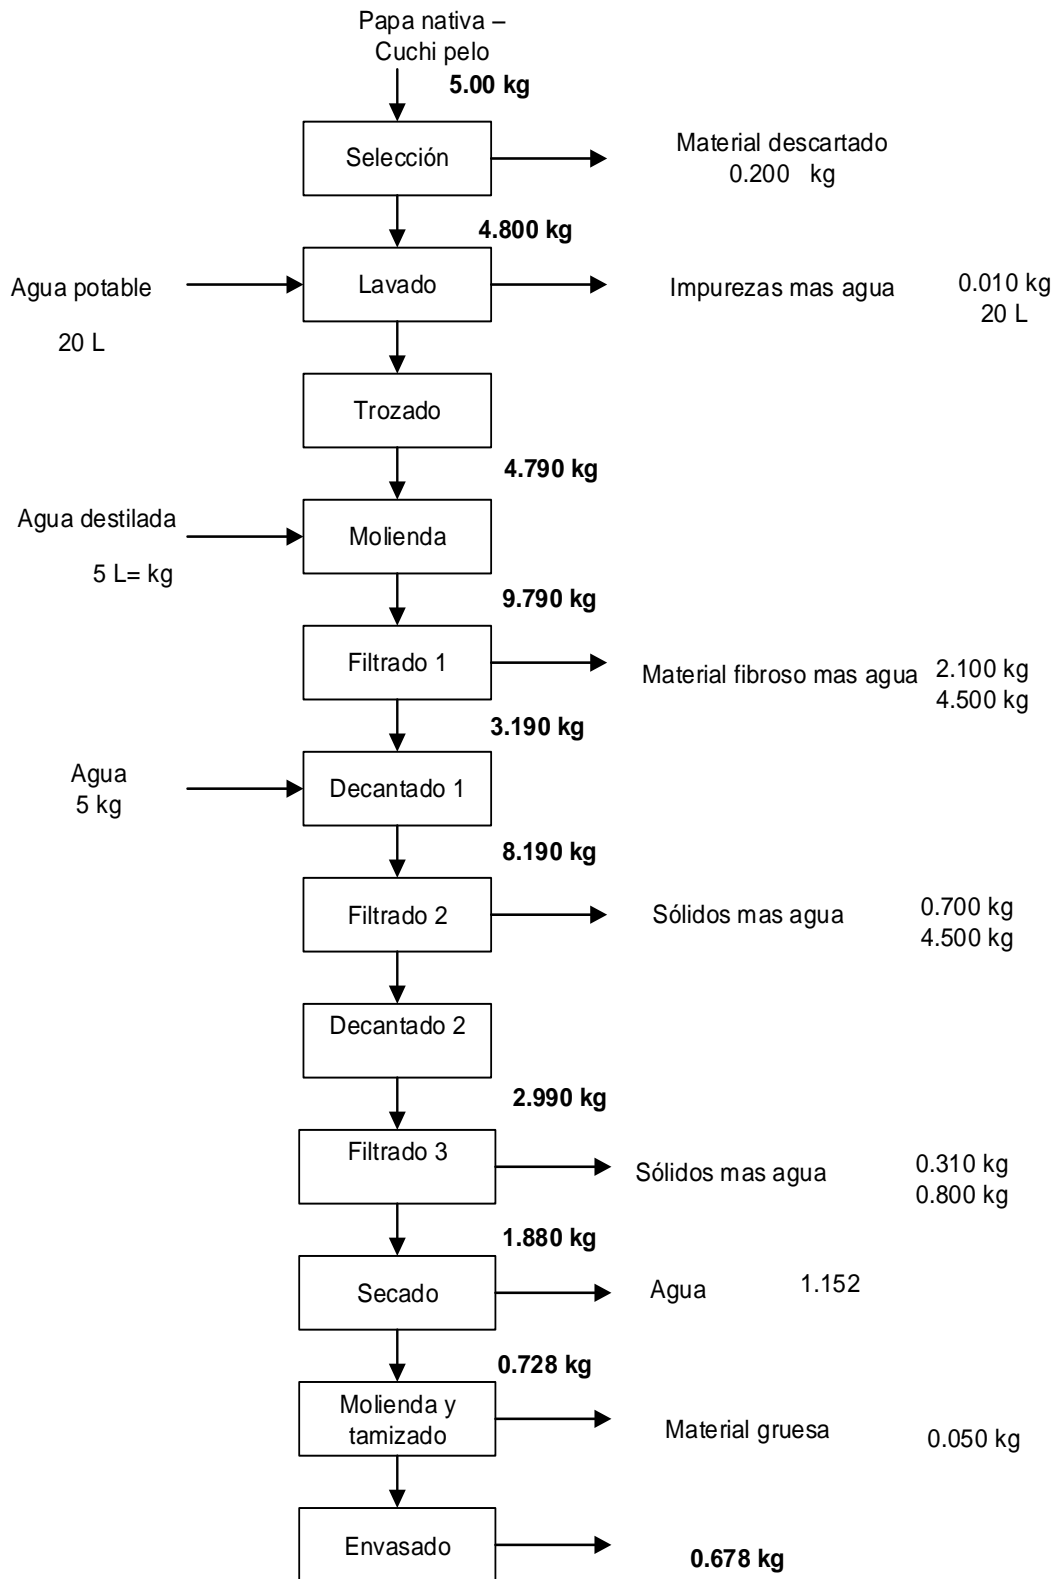 Papa nativa –
Cuchi pelo
5.00 kg
Selección
Material descartado
0.200 kg
4.800 kg
Agua potable
20 L
Lavado
Impurezas mas agua
0.010 kg
20 L
Trozado
4.790 kg
Agua destilada
5 L= kg
Molienda
9.790 kg
Filtrado 1
Material fibroso mas agua
2.100 kg
4.500 kg
3.190 kg
Agua
5 kg
Decantado 1
8.190 kg
Filtrado 2
Sólidos mas agua
0.700 kg
4.500 kg
Decantado 2
2.990 kg
Filtrado 3
Sólidos mas agua
0.310 kg
0.800 kg
1.880 kg
Secado
Agua
1.152
0.728 kg
Molienda y
tamizado
Material gruesa
0.050 kg
Envasado
0.678 kg